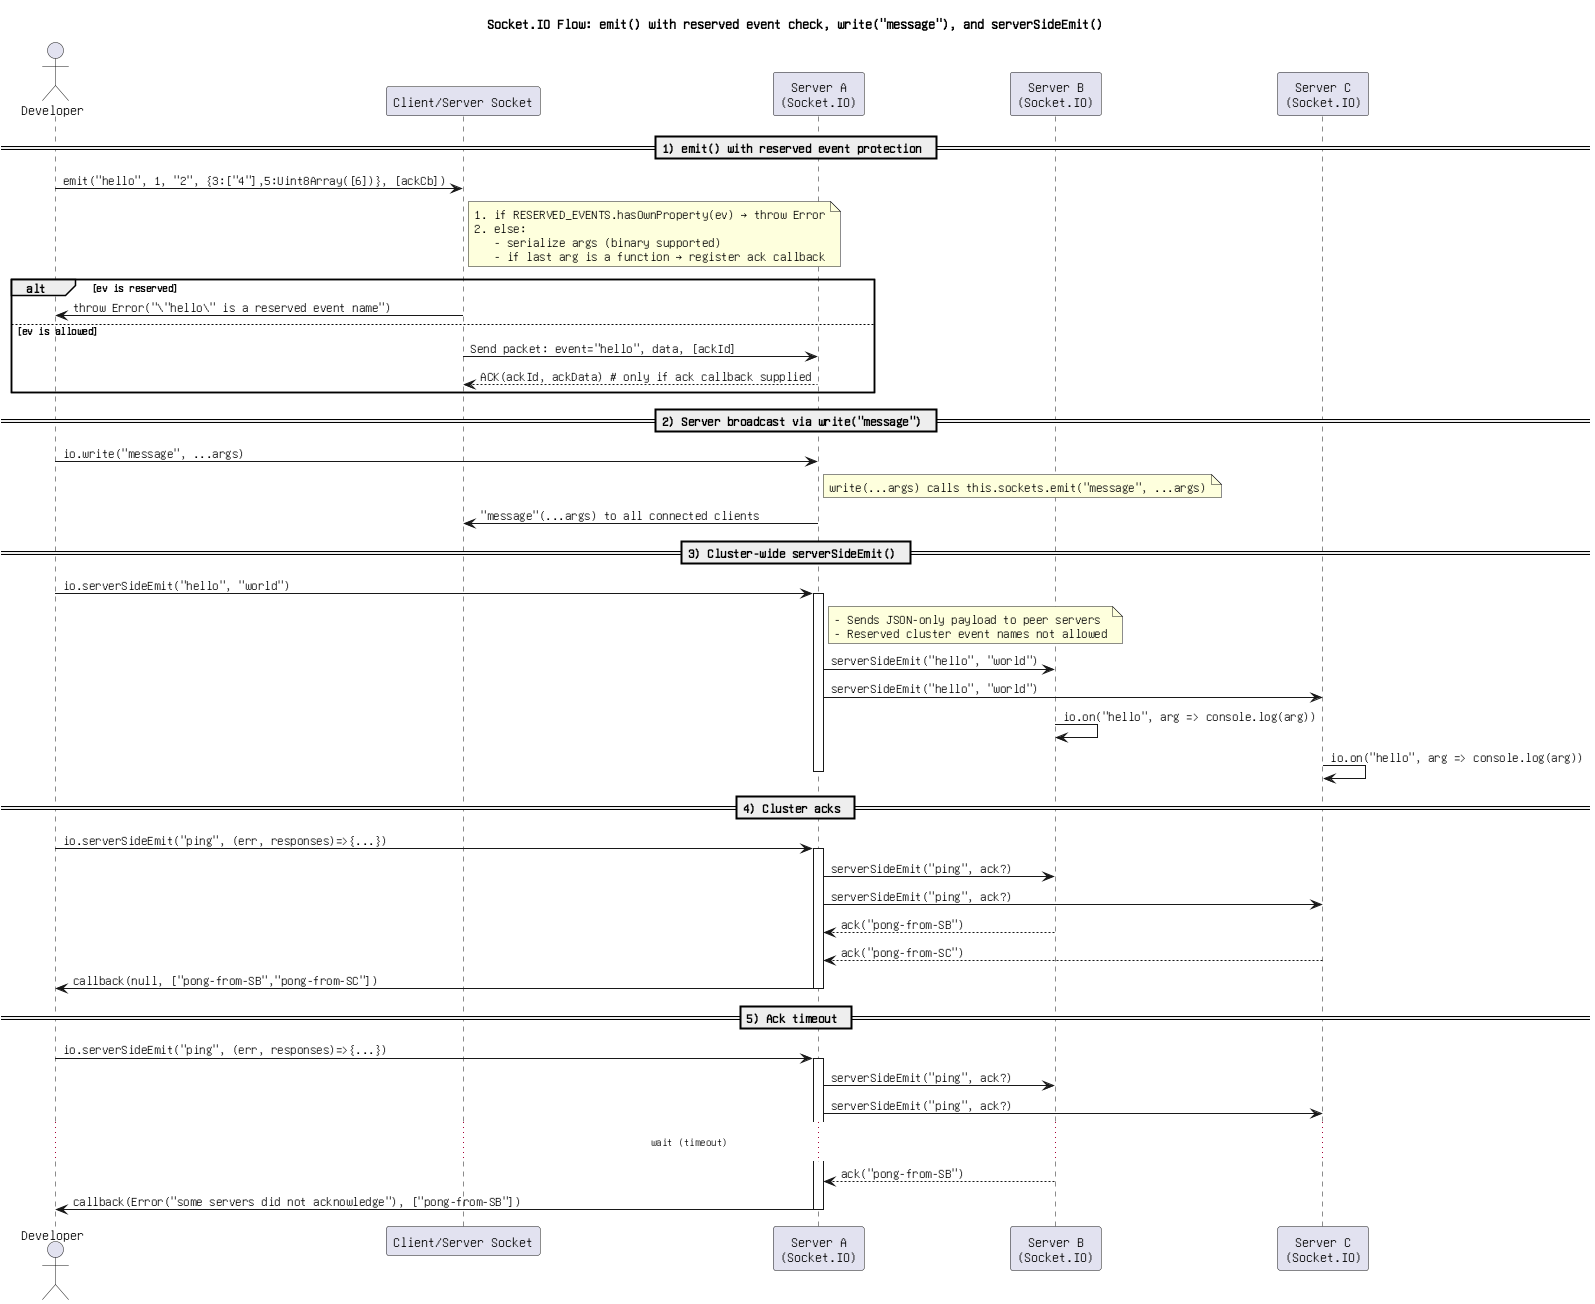 Socket.IO Flow: emit() with reserved event check, write("message"), and serverSideEmit()
Developer
Client/Server Socket
Server A
(Socket.IO)
Server B
(Socket.IO)
Server C
(Socket.IO)
1) emit() with reserved event protection
emit("hello", 1, "2", {3:["4"],5:Uint8Array([6])}, [ackCb])
1. if RESERVED_EVENTS.hasOwnProperty(ev) → throw Error
2. else:
- serialize args (binary supported)
- if last arg is a function → register ack callback
alt [ev is reserved]
throw Error("\"hello\" is a reserved event name")
[ev is allowed]
Send packet: event="hello", data, [ackId]
ACK(ackId, ackData) # only if ack callback supplied
2) Server broadcast via write("message")
io.write("message", ...args)
write(...args) calls this.sockets.emit("message", ...args)
"message"(...args) to all connected clients
3) Cluster-wide serverSideEmit()
io.serverSideEmit("hello", "world")
- Sends JSON-only payload to peer servers
- Reserved cluster event names not allowed
serverSideEmit("hello", "world")
serverSideEmit("hello", "world")
io.on("hello", arg => console.log(arg))
io.on("hello", arg => console.log(arg))
4) Cluster acks
io.serverSideEmit("ping", (err, responses)=>{...})
serverSideEmit("ping", ack?)
serverSideEmit("ping", ack?)
ack("pong-from-SB")
ack("pong-from-SC")
callback(null, ["pong-from-SB","pong-from-SC"])
5) Ack timeout
io.serverSideEmit("ping", (err, responses)=>{...})
serverSideEmit("ping", ack?)
serverSideEmit("ping", ack?)
wait (timeout)
ack("pong-from-SB")
callback(Error("some servers did not acknowledge"), ["pong-from-SB"])
Developer
Client/Server Socket
Server A
(Socket.IO)
Server B
(Socket.IO)
Server C
(Socket.IO)